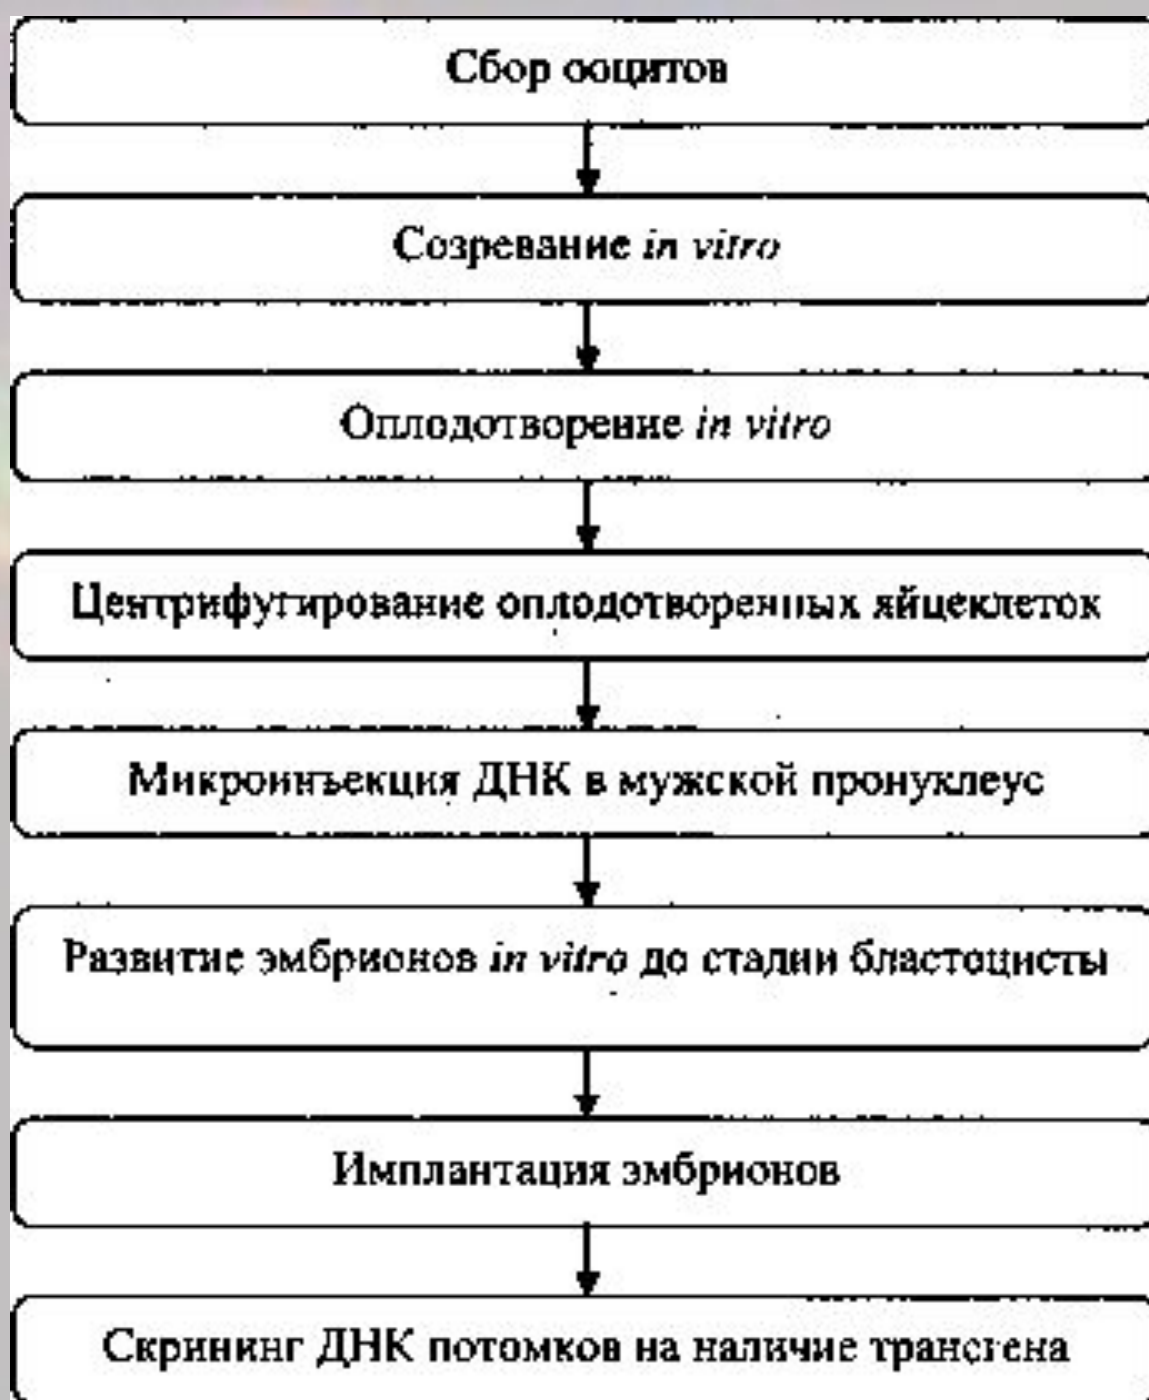 Сбор ооцитов
Созревание in vitro
Оплодотворение in vitro
Центрифугирование оплодотворенных яйцеклеток
Микроинъекция ДНК в мужской пронуклеус
Развитие эмбрионов in vitro до стадии бластоцисты
Имплантация эмбрионов
Скрининг ДНК потомков на наличие трансгена